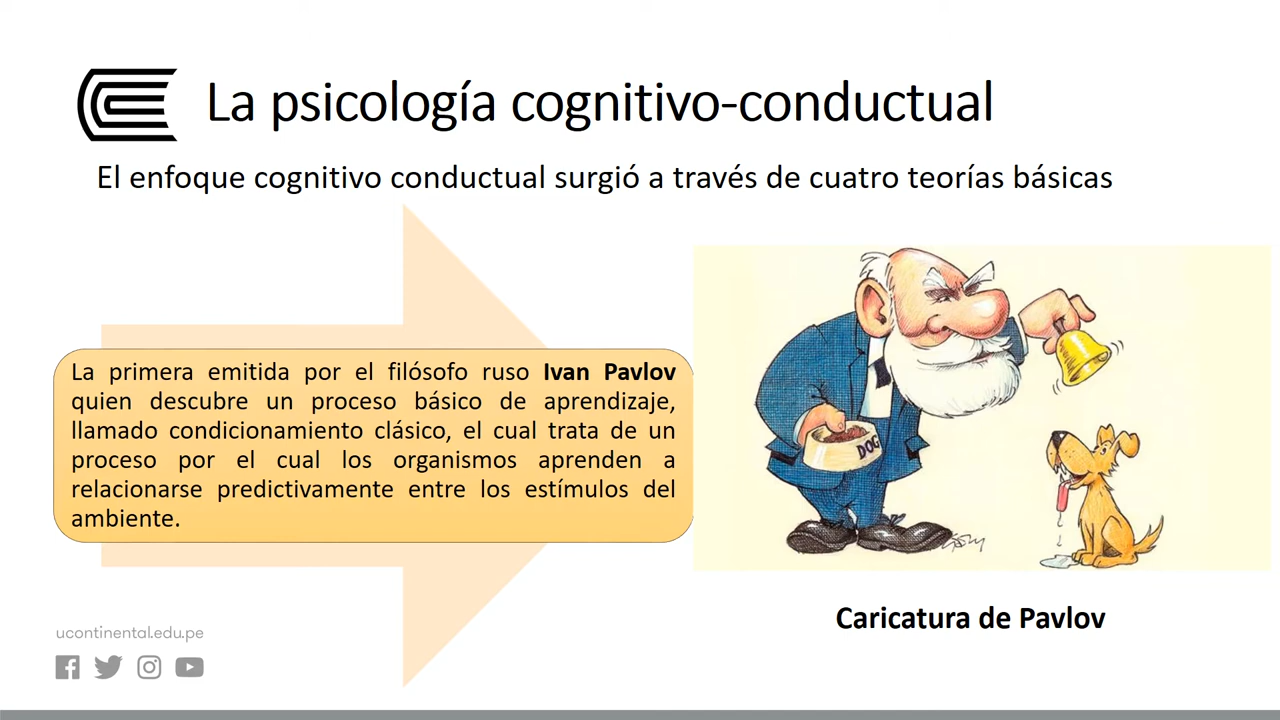 La psicología cognitivo-conductual
El enfoque cognitivo conductual surgió a través de cuatro teorías básicas
La primera emitida por el filósofo ruso Ivan Pavlov
quien descubre un proceso básico de aprendizaje,
llamado condicionamiento clásico, el cual trata de un
proceso por el cual los organismos aprenden a
relacionarse predictivamente entre los estímulos del
ambiente.
DOG
Caricatura de Pavlov
ucontinental.edu.pe